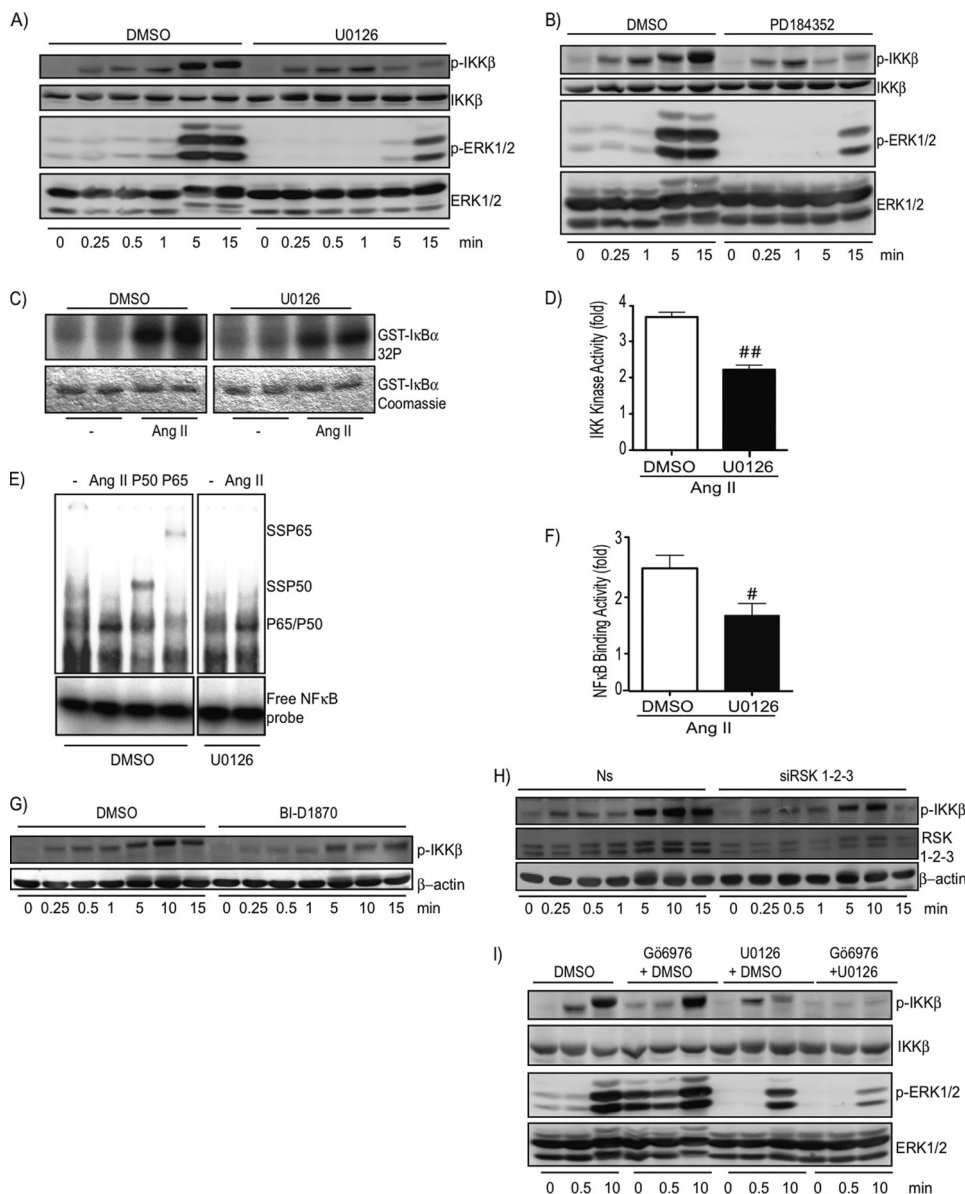 A)
DMSO U0126
p-IKKβ
IKKβ
p-ERK1/2
ERK1/2
0 0.25 0.5 1 5 15 0 0.25 0.5 1 5 15 min
B)
DMSO PD184352
p-IKKβ
IKKβ
p-ERK1/2
ERK1/2
0 0.25 1 5 15 0 0.25 1 5 15 min
C)
DMSO U0126
GST-IκBα
32P
GST-IκBα
Coomassie
- Ang II - Ang II
D)
IKK Kinase Activity (fold)
4
3
2
1
0
##
DMSO U0126
Ang II
E)
- Ang II P50 P65 - Ang II
SSP65
SSP50
P65/P50
Free NFκB
probe
DMSO U0126
F)
NFκB Binding Activity (fold)
3
2
1
0
#
DMSO U0126
Ang II
G)
DMSO BI-D1870
p-IKKβ
β-actin
0 0.25 0.5 1 5 10 15 0 0.25 0.5 1 5 10 15 min
H)
Ns siRSK 1-2-3
p-IKKβ
RSK
1-2-3
β-actin
0 0.25 0.5 1 5 10 15 0 0.25 0.5 1 5 10 15 min
I)
DMSO Gö6976 + DMSO U0126 + DMSO Gö6976 +U0126
p-IKKβ
IKKβ
p-ERK1/2
ERK1/2
0 0.5 10 0 0.5 10 0 0.5 10 0 0.5 10 min